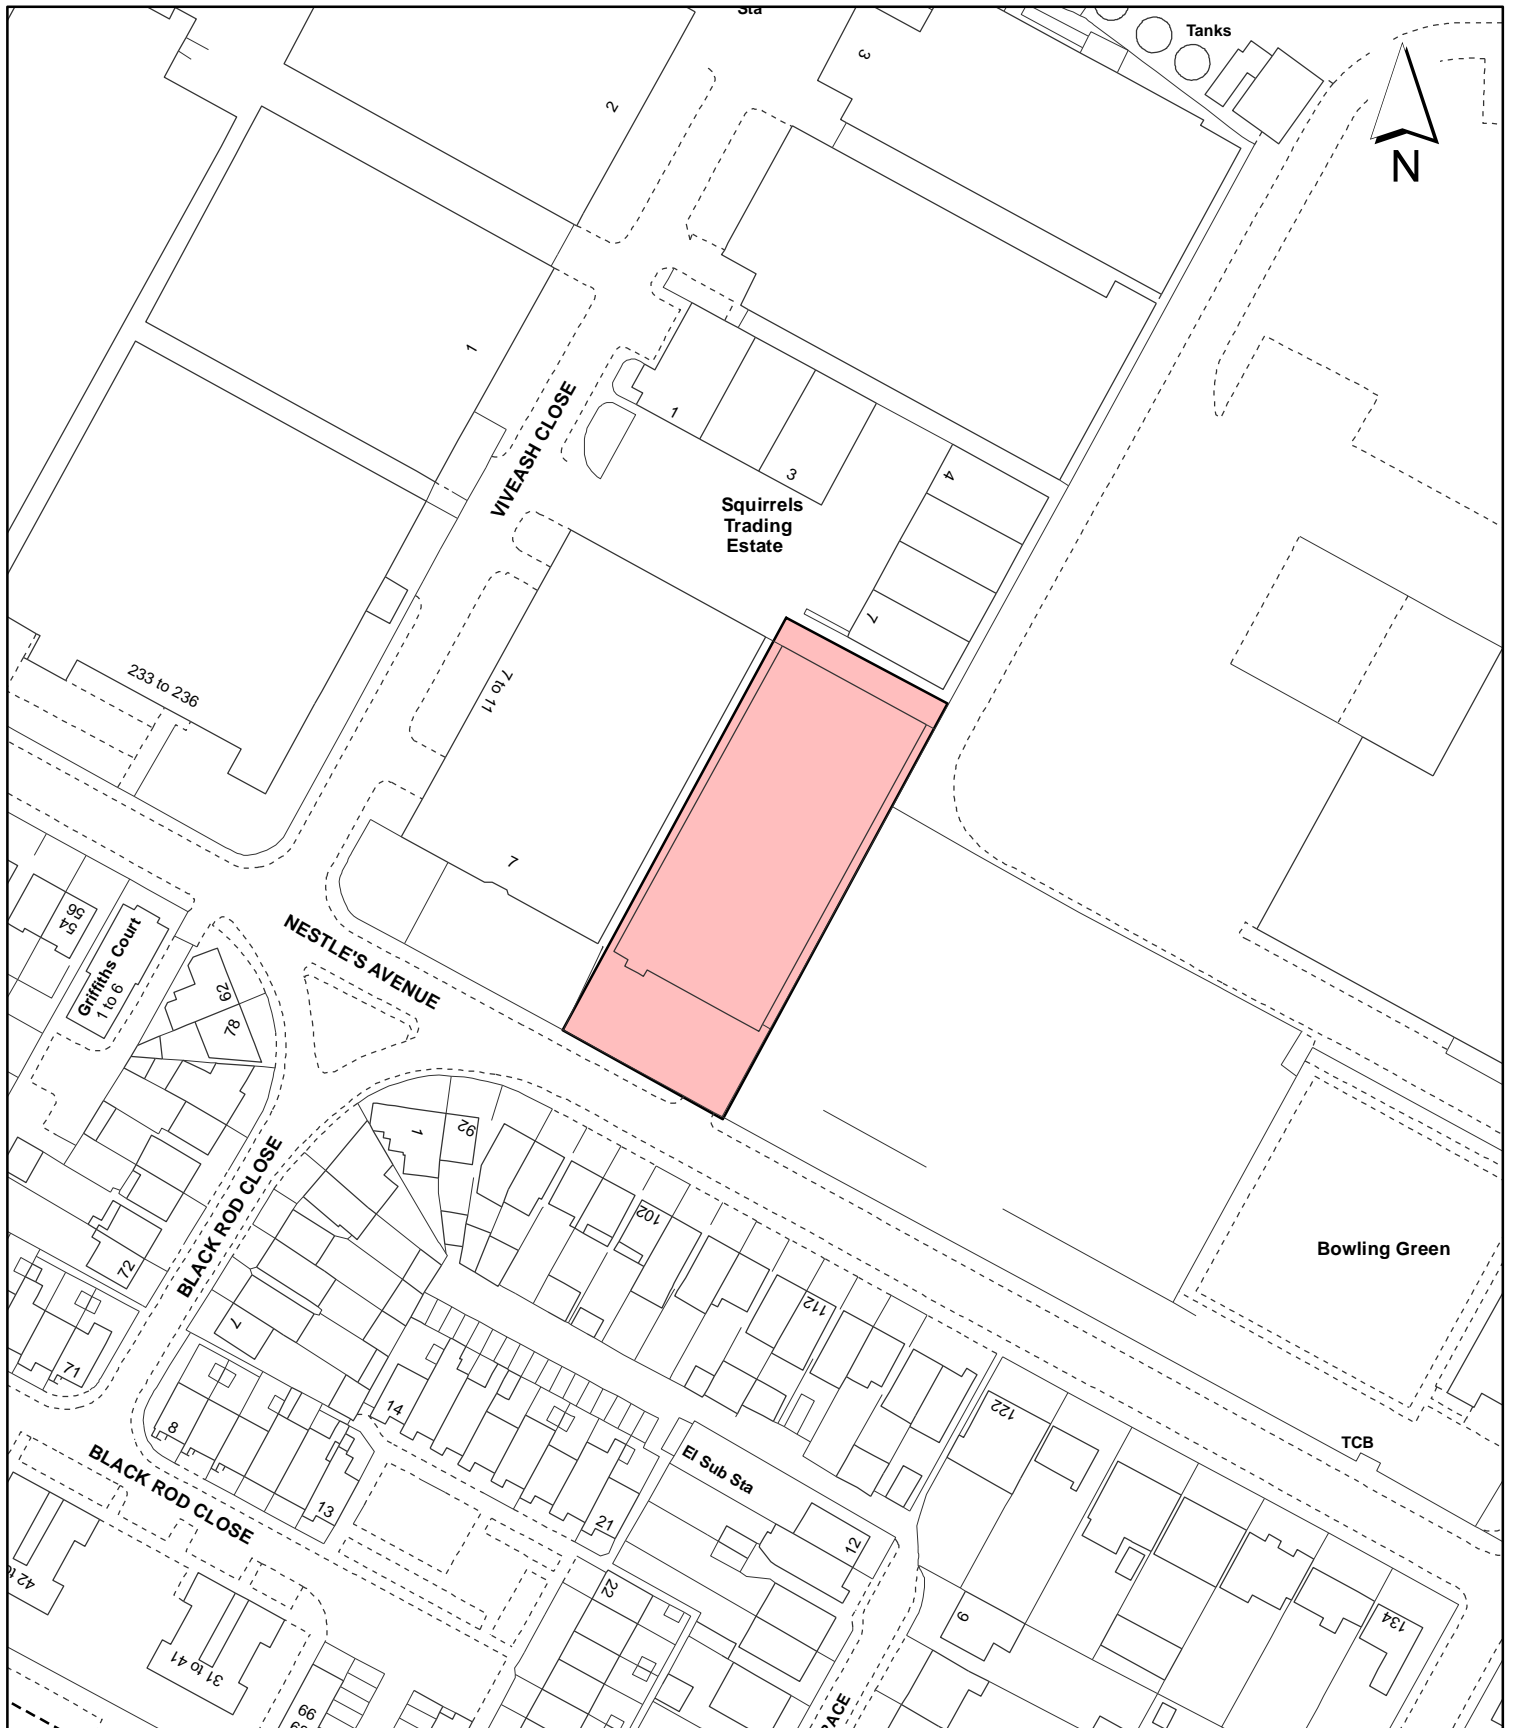 Sta
Tanks
3
2
N
1
VIVEASH CLOSE
1
3
4
Squirrels
Trading
Estate
7
233 to 236
7 to 11
7
54
56
Griffiths Court
1 to 6
NESTLE'S AVENUE
62
78
1
92
BLACK ROD CLOSE
102
72
Bowling Green
112
7
71
14
8
122
TCB
BLACK ROD CLOSE
El Sub Sta
13
21
12
22
9
134
31 to 41